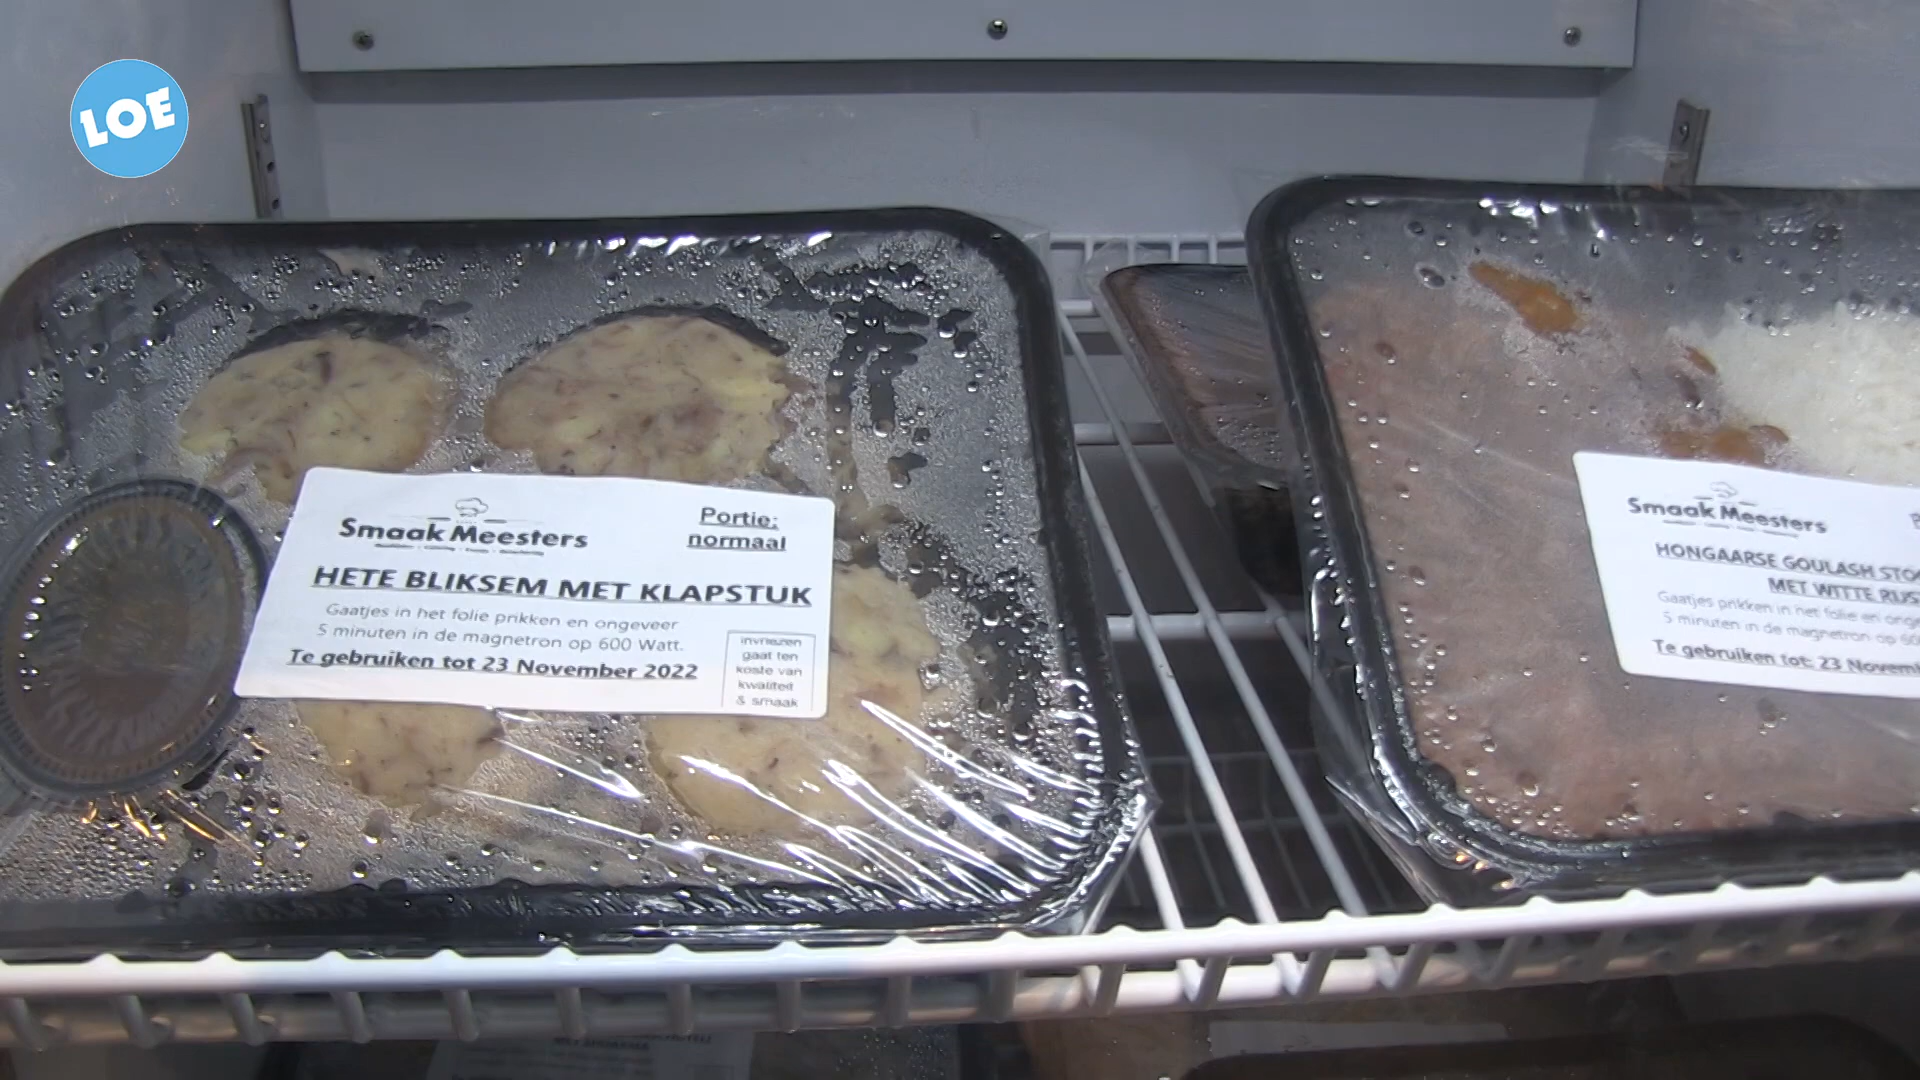 LOE
Smaak Meesters
Portie:
normaal
HETE BLIKSEM MET KLAPSTUK
Gaatjes in het folie prikken en ongeveer
5 minuten in de magnetron op 600 Watt.
Te gebruiken tot 23 November 2022
invriezen
gaat ten
koste van
kwaliteit
& smaak
Smaak Meesters
HONGAARSE GOULASH
MET WITTE
Gaatjes prikken in het folie en
5 minuten in de magnetron op
Te gebruiken tot: 23